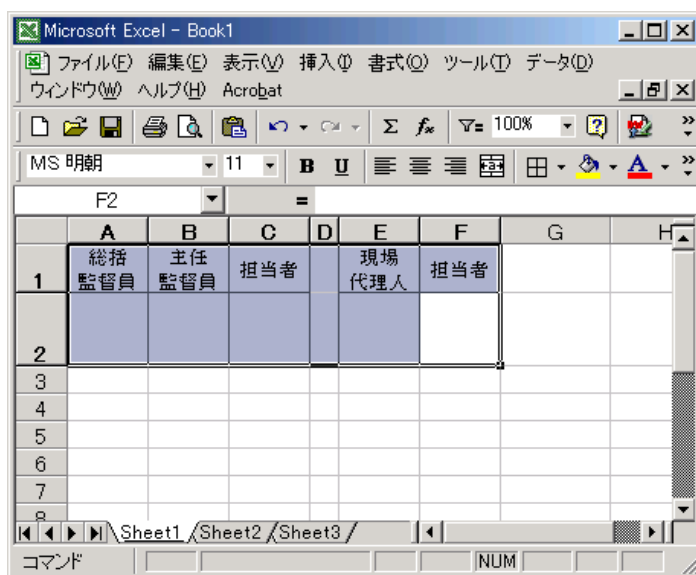 Microsoft Excel - Book1
ファイル(F) 編集(E) 表示(V) 挿入(I) 書式(O) ツール(T) データ(D)
ウィンドウ(W) ヘルプ(H) Acrobat
Σ fx 100% ?
MS 明朝 11 B U A
F2 =
A B C D E F G H
1 総括 監督員 主任 監督員 担当者 現場 代理人 担当者
2
3
4
5
6
7
8
Sheet1 Sheet2 Sheet3
コマンド NUM